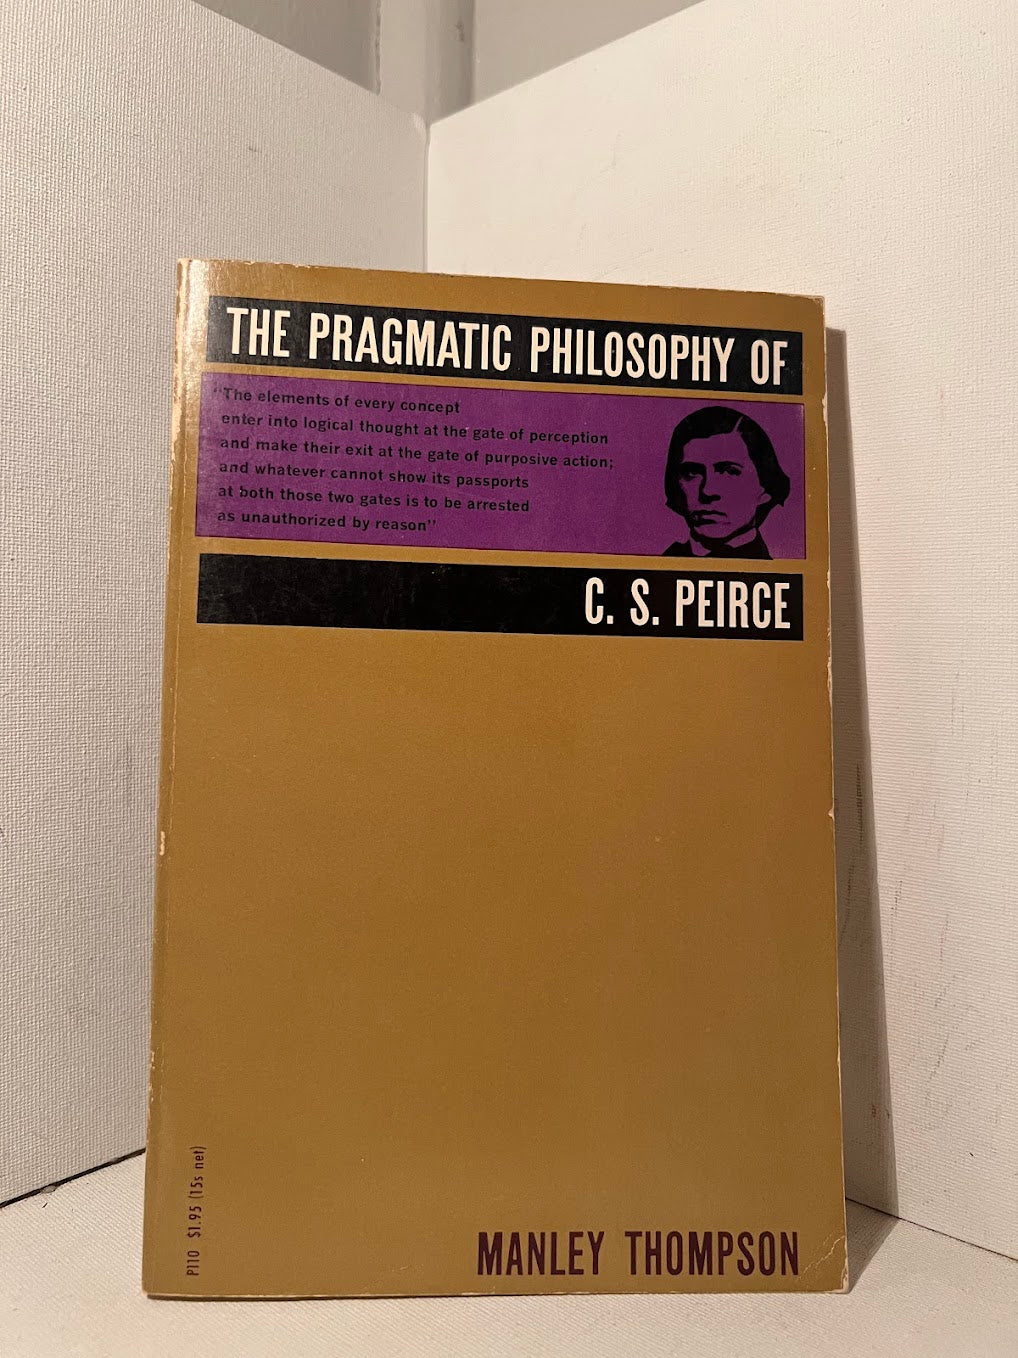 THE PRAGMATIC PHILOSOPHY OF
"The elements of every concept
enter into logical thought at the gate of perception
and make their exit at the gate of purposive action;
and whatever cannot show its passports
at both those two gates is to be arrested
as unauthorized by reason"
C. S. PEIRCE
P110 $1.95 (15s net)
MANLEY THOMPSON